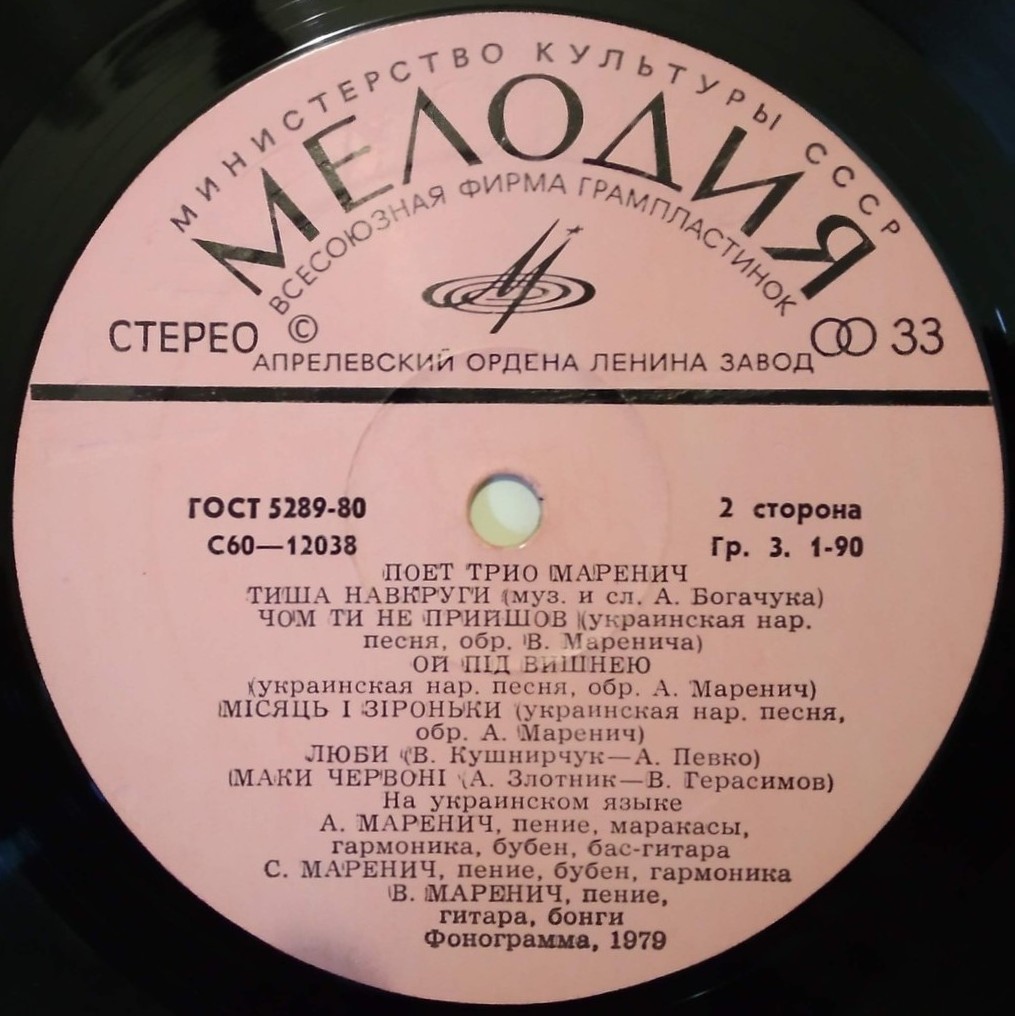 МИНИСТЕРСТВО КУЛЬТУРЫ СССР
МЕЛОДИЯ
ВСЕСОЮЗНАЯ ФИРМА ГРАМПЛАСТИНОК
СТЕРЕО © 33
АПРЕЛЕВСКИЙ ОРДЕНА ЛЕНИНА ЗАВОД
ГОСТ 5289-80 2 сторона
С60—12038 Гр. 3. 1-90
ПОЕТ ТРИО МАРЕНИЧ
ТИША НАВКРУГИ (муз. и сл. А. Богачука)
ЧОМ ТИ НЕ ПРИЙШОВ (украинская нар.
песня, обр. В. Маренича)
ОЙ ПІД ВИШНЕЮ
(украинская нар. песня, обр. А. Маренич)
МІСЯЦЬ І ЗІРОНЬКИ (украинская нар. песня,
обр. А. Маренич)
ЛЮБИ (В. Кушнирчук—А. Певко)
МАКИ ЧЕРВОНІ (А. Злотник—В. Герасимов)
На украинском языке
А. МАРЕНИЧ, пение, маракасы,
гармоника, бубен, бас-гитара
С. МАРЕНИЧ, пение, бубен, гармоника
В. МАРЕНИЧ, пение,
гитара, бонги
Фонограмма, 1979